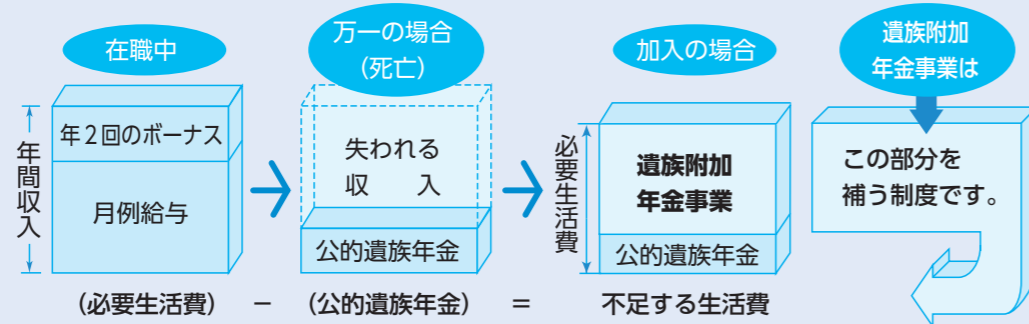 在職中
年間収入
年2回のボーナス
月例給与
万一の場合
(死亡)
失われる
収　入
公的遺族年金
加入の場合
必要生活費
遺族附加
年金事業
公的遺族年金
遺族附加
年金事業は
この部分を
補う制度です。
(必要生活費) − (公的遺族年金) = 不足する生活費